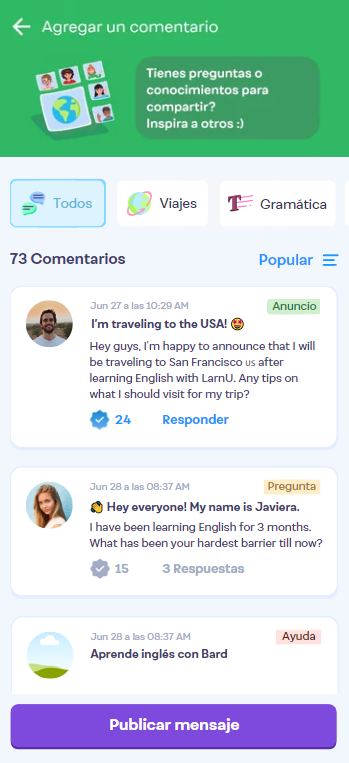 Agregar un comentario
Tienes preguntas o
conocimientos para
compartir?
Inspira a otros :)
Todos
Viajes
Gramática
73 Comentarios
Popular
Jun 27 a las 10:29 AM
Anuncio
I'm traveling to the USA! 🤩
Hey guys, I'm happy to announce that I will
be traveling to San Francisco us after
learning English with LarnU. Any tips on
what I should visit for my trip?
24
Responder
Jun 28 a las 08:37 AM
Pregunta
👏 Hey everyone! My name is Javiera.
I have been learning English for 3 months.
What has been your hardest barrier till now?
15
3 Respuestas
Jun 28 a las 08:37 AM
Ayuda
Aprende inglés con Bard
Publicar mensaje